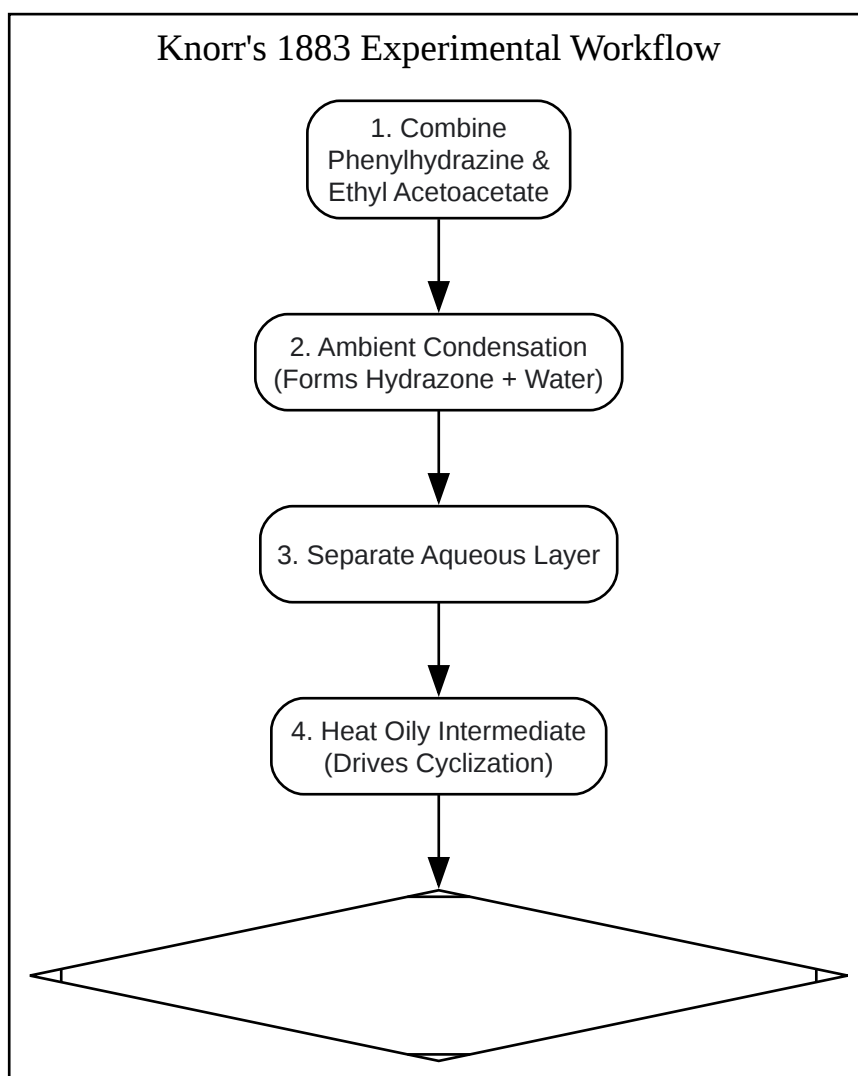 Knorr's 1883 Experimental Workflow
1. Combine
Phenylhydrazine &
Ethyl Acetoacetate
2. Ambient Condensation
(Forms Hydrazone + Water)
3. Separate Aqueous Layer
4. Heat Oily Intermediate
(Drives Cyclization)